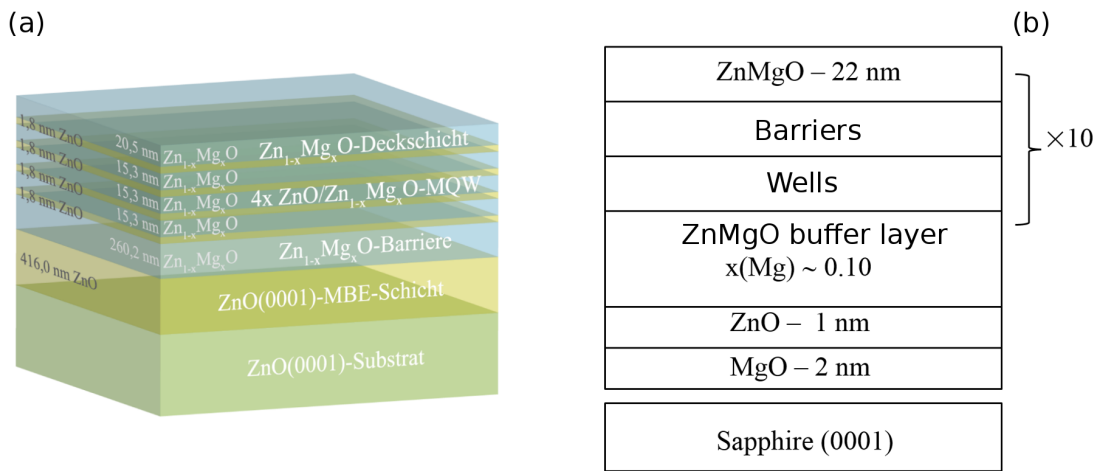 (a)
1,8 nm ZnO
1,8 nm ZnO
1,8 nm ZnO
1,8 nm ZnO
416,0 nm ZnO
20,5 nm Zn1-xMgxO
15,3 nm Zn1-xMgxO
15,3 nm Zn1-xMgxO
15,3 nm Zn1-xMgxO
260,2 nm Zn1-xMgxO
Zn1-xMgxO-Deckschicht
4x ZnO/Zn1-xMgxO-MQW
Zn1-xMgxO-Barriere
ZnO(0001)-MBE-Schicht
ZnO(0001)-Substrat
(b)
ZnMgO – 22 nm
Barriers
Wells
×10
ZnMgO buffer layer
x(Mg) ~ 0.10
ZnO – 1 nm
MgO – 2 nm
Sapphire (0001)